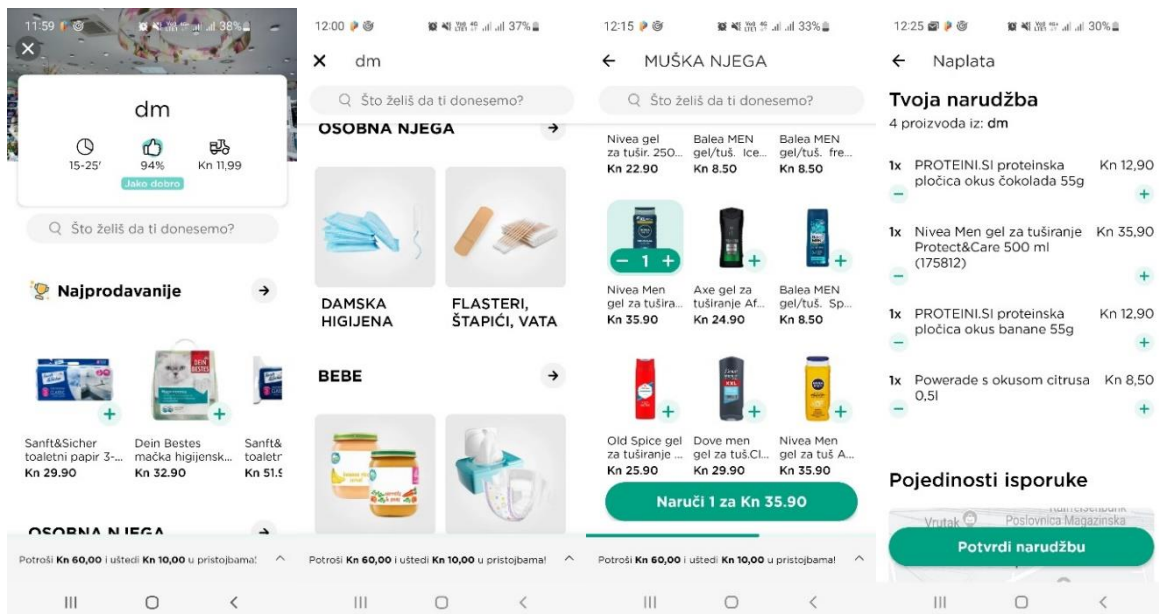 11:59
38%
dm
15-25'
94%
Kn 11,99
Jako dobro
Što želiš da ti donesemo?
Najprodavanije
DEIN BESTES
Sanft&Sicher
toaletni papir 3-...
Kn 29.90
Dein Bestes
mačka higijensk...
Kn 32.90
Sanft&
toaletn
Kn 51.9
OSOBNA NJEGA
Potroši Kn 60,00 i uštedi Kn 10,00 u pristojbama!
12:00
37%
dm
Što želiš da ti donesemo?
OSOBNA NJEGA
DAMSKA
HIGIJENA
FLASTERI,
ŠTAPIĆI, VATA
BEBE
Potroši Kn 60,00 i uštedi Kn 10,00 u pristojbama!
12:15
33%
MUŠKA NJEGA
Što želiš da ti donesemo?
Nivea gel
za tušir. 250...
Kn 22.90
Balea MEN
gel/tuš. Ice...
Kn 8.50
Balea MEN
gel/tuš. fre...
Kn 8.50
− 1 +
Nivea Men
gel za tušira...
Kn 35.90
Axe gel za
tuširanje Af...
Kn 24.90
Balea MEN
gel/tuš. Sp...
Kn 8.50
Old Spice gel
za tuširanje ...
Kn 25.90
Dove men
gel za tuš.Cl...
Kn 29.90
Nivea Men
gel za tuš A...
Kn 35.90
Naruči 1 za Kn 35.90
Potroši Kn 60,00 i uštedi Kn 10,00 u pristojbama!
12:25
30%
Naplata
Tvoja narudžba
4 proizvoda iz: dm
1x PROTEINI.SI proteinska Kn 12,90
pločica okus čokolada 55g
1x Nivea Men gel za tuširanje Kn 35,90
Protect&Care 500 ml
(175812)
1x PROTEINI.SI proteinska Kn 12,90
pločica okus banane 55g
1x Powerade s okusom citrusa Kn 8,50
0,5l
Pojedinosti isporuke
Vrutak
Poslovnica Magazinska
Potvrdi narudžbu